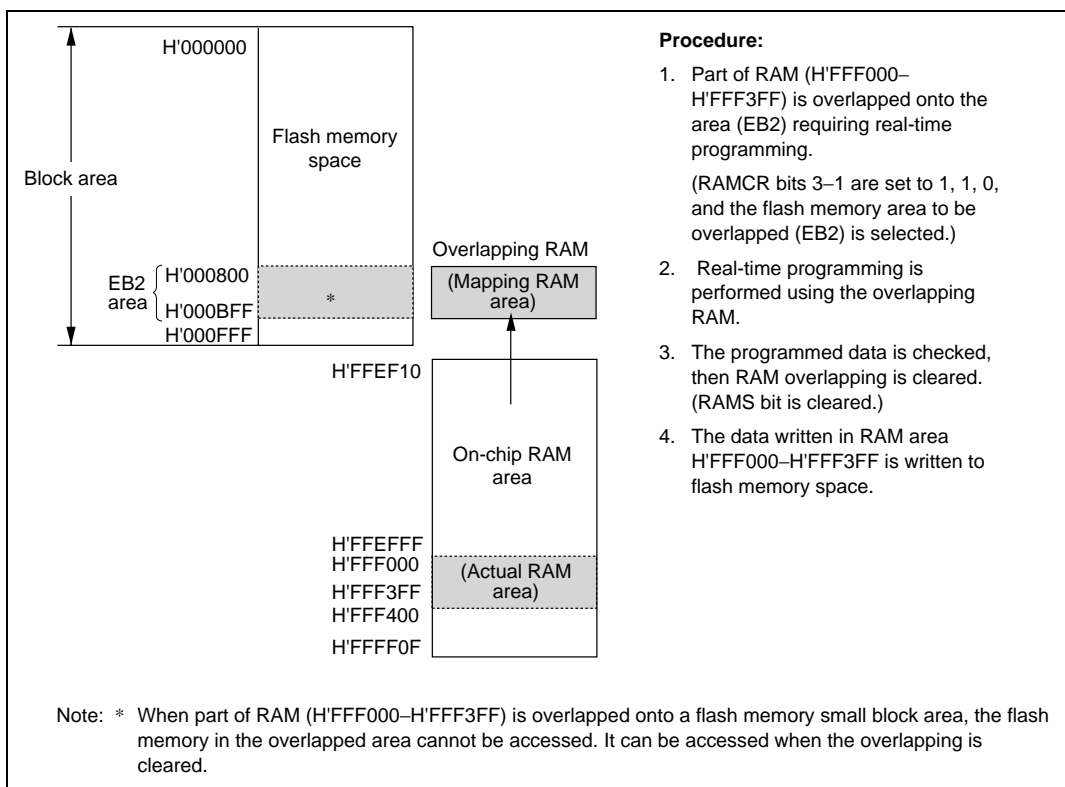 H'000000
Flash memory
space
Block area
EB2
area
H'000800
H'000BFF
H'000FFF
*
Overlapping RAM
(Mapping RAM
area)
H'FFEF10
On-chip RAM
area
H'FFEFFF
H'FFF000
H'FFF3FF
H'FFF400
H'FFFF0F
(Actual RAM
area)
Procedure:
1. Part of RAM (H'FFF000–
H'FFF3FF) is overlapped onto the
area (EB2) requiring real-time
programming.
(RAMCR bits 3–1 are set to 1, 1, 0,
and the flash memory area to be
overlapped (EB2) is selected.)
2. Real-time programming is
performed using the overlapping
RAM.
3. The programmed data is checked,
then RAM overlapping is cleared.
(RAMS bit is cleared.)
4. The data written in RAM area
H'FFF000–H'FFF3FF is written to
flash memory space.
Note: * When part of RAM (H'FFF000–H'FFF3FF) is overlapped onto a flash memory small block area, the flash
memory in the overlapped area cannot be accessed. It can be accessed when the overlapping is
cleared.